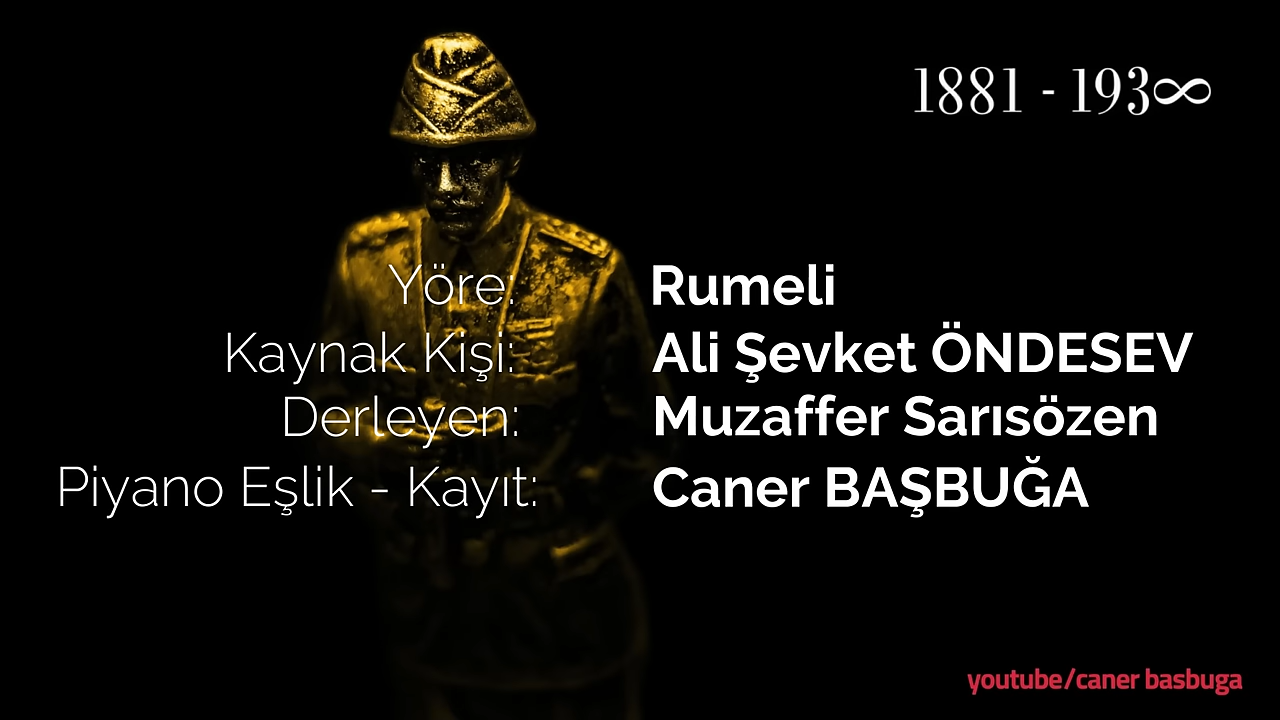 1881 - 193∞
Yöre: Rumeli
Kaynak Kişi: Ali Şevket ÖNDESEV
Derleyen: Muzaffer Sarısözen
Piyano Eşlik - Kayıt: Caner BAŞBUĞA
youtube/caner basbuga